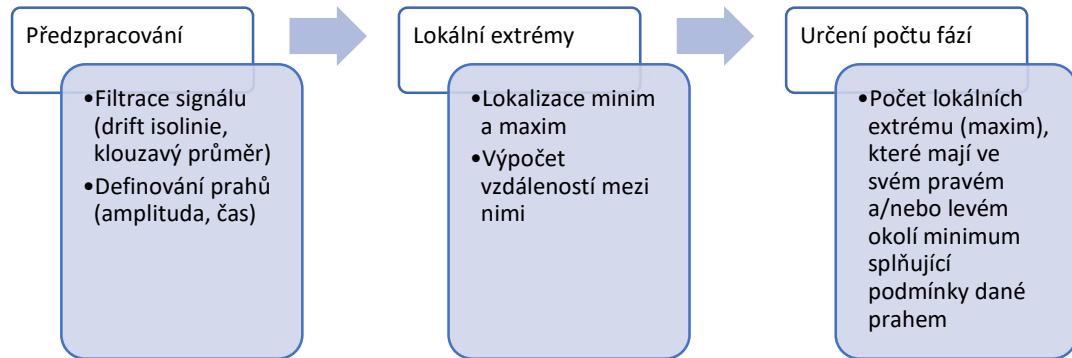 Předzpracování
•Filtrace signálu
(drift isolinie,
klouzavý průměr)
•Definování prahů
(amplituda, čas)
Lokální extrémy
•Lokalizace minim
a maxim
•Výpočet
vzdáleností mezi
nimi
Určení počtu fází
•Počet lokálních
extrému (maxim),
které mají ve
svém pravém
a/nebo levém
okolí minimum
splňující
podmínky dané
prahem